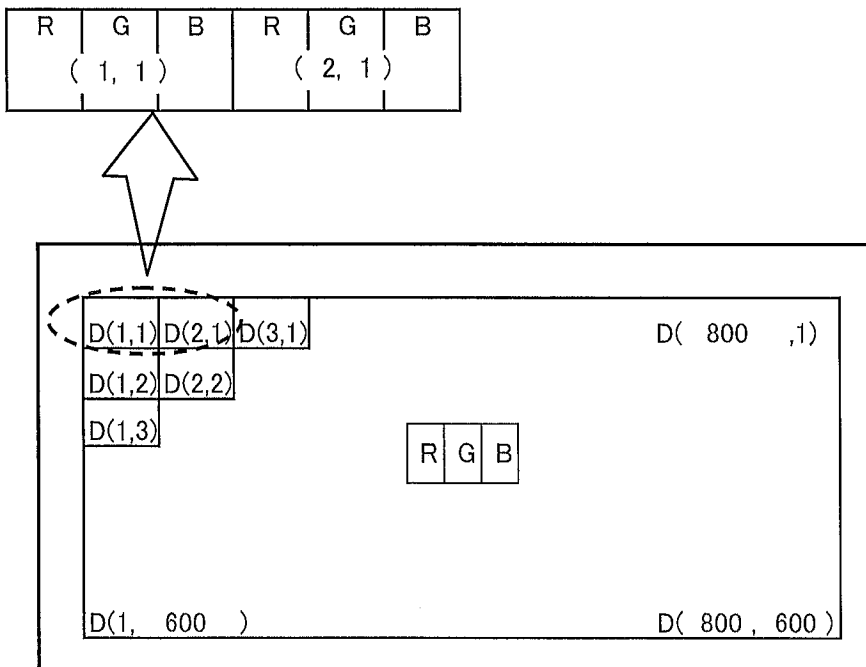 R G B R G B
( 1, 1 ) ( 2, 1 )
D(1,1) D(2,1) D(3,1) D( 800 ,1)
D(1,2) D(2,2)
D(1,3)
R G B
D(1, 600 ) D( 800 , 600 )